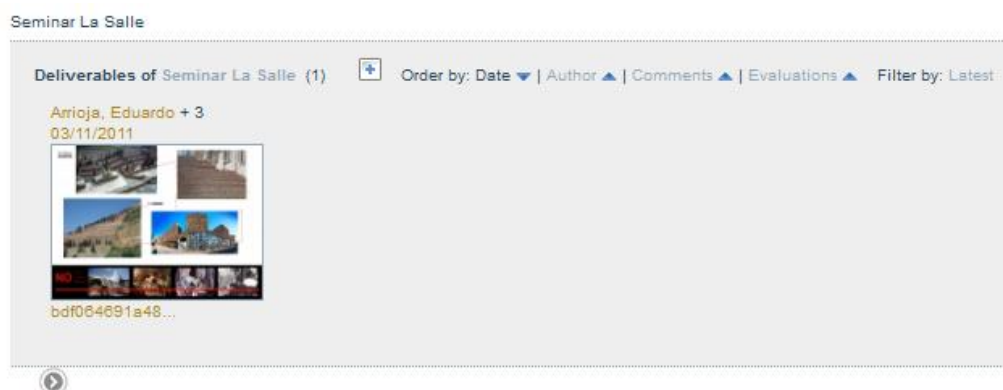 Seminar La Salle
Deliverables of Seminar La Salle (1) Order by: Date | Author | Comments | Evaluations Filter by: Latest
Arrioja, Eduardo + 3
03/11/2011
NO
bdf064691a48...